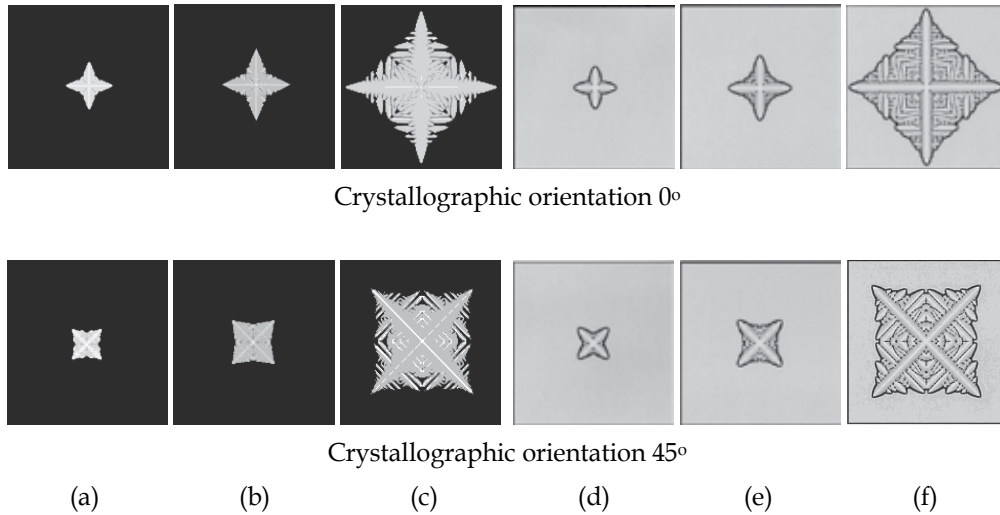 Crystallographic orientation 0º
Crystallographic orientation 45º
(a) (b) (c) (d) (e) (f)